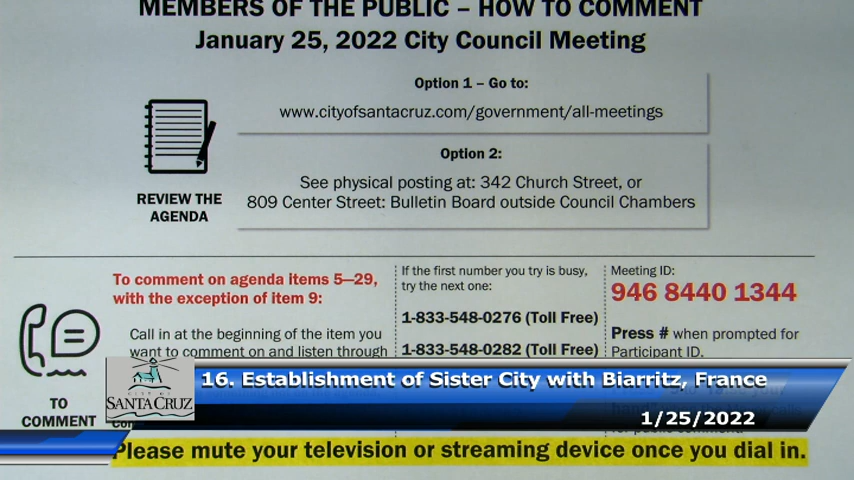 MEMBERS OF THE PUBLIC – HOW TO COMMENT
January 25, 2022 City Council Meeting
Option 1 – Go to:
www.cityofsantacruz.com/government/all-meetings
Option 2:
See physical posting at: 342 Church Street, or
809 Center Street: Bulletin Board outside Council Chambers
REVIEW THE
AGENDA
To comment on agenda items 5—29,
with the exception of item 9:
Call in at the beginning of the item you
want to comment on and listen through
If the first number you try is busy,
try the next one:
1-833-548-0276 (Toll Free)
1-833-548-0282 (Toll Free)
Meeting ID:
946 8440 1344
Press # when prompted for
Participant ID.
TO
COMMENT
CITY OF
SANTA CRUZ
16. Establishment of Sister City with Biarritz, France
1/25/2022
Please mute your television or streaming device once you dial in.